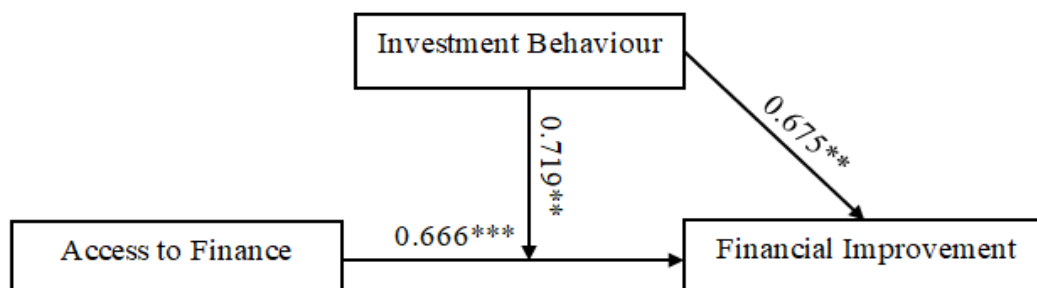 Investment Behaviour
0.675**
0.719**
0.666***
Access to Finance
Financial Improvement